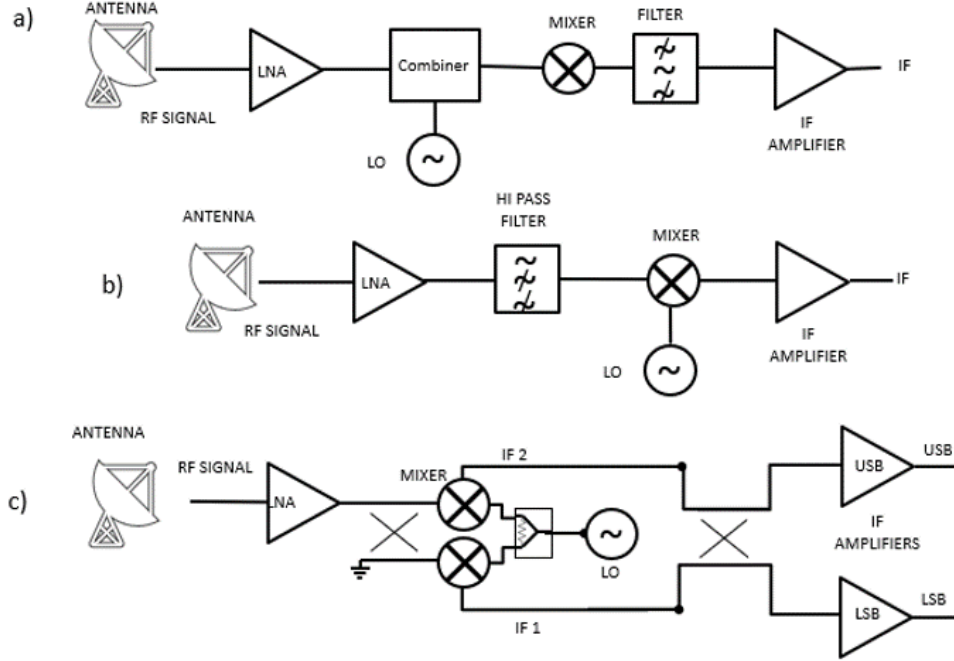 a)
ANTENNA
LNA
RF SIGNAL
Combiner
LO
MIXER
FILTER
IF
AMPLIFIER
IF
b)
ANTENNA
RF SIGNAL
LNA
HI PASS
FILTER
MIXER
LO
IF
AMPLIFIER
IF
c)
ANTENNA
RF SIGNAL
LNA
MIXER
IF 2
LO
IF 1
USB
USB
IF
AMPLIFIERS
LSB
LSB